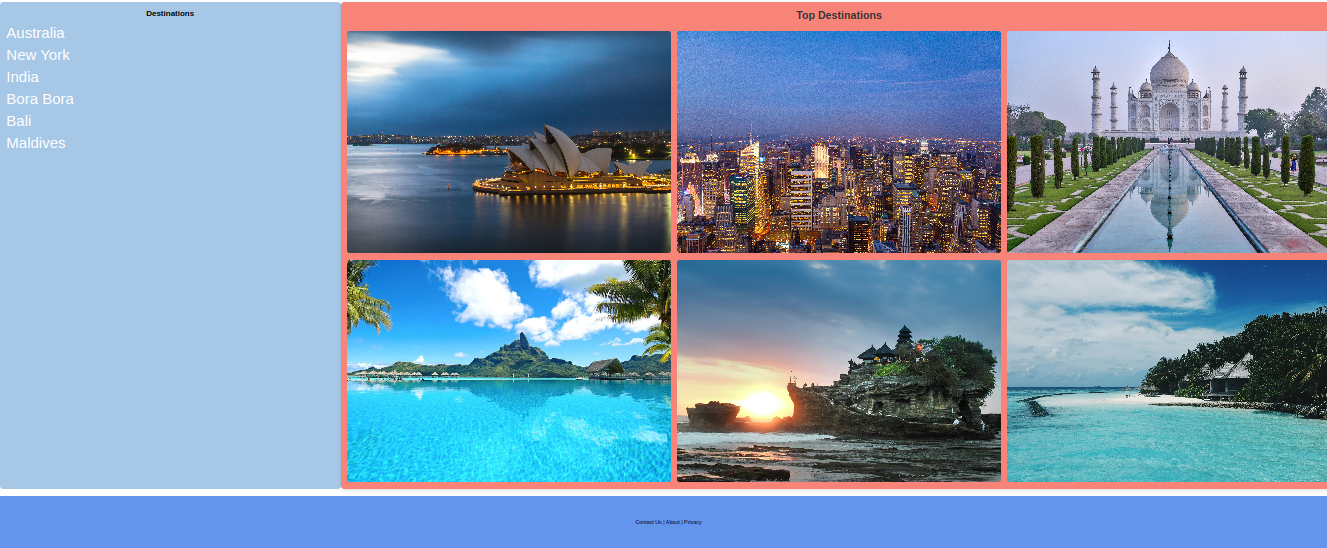 Destinations
Australia
New York
India
Bora Bora
Bali
Maldives
Top Destinations
Contact Us | About | Privacy